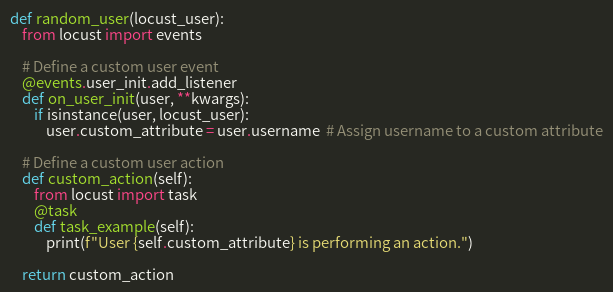 def random_user(locust_user):
    from locust import events

    # Define a custom user event
    @events.user_init.add_listener
    def on_user_init(user, **kwargs):
        if isinstance(user, locust_user):
            user.custom_attribute = user.username  # Assign username to a custom attribute

    # Define a custom user action
    def custom_action(self):
        from locust import task
        @task
        def task_example(self):
            print(f"User {self.custom_attribute} is performing an action.")

    return custom_action